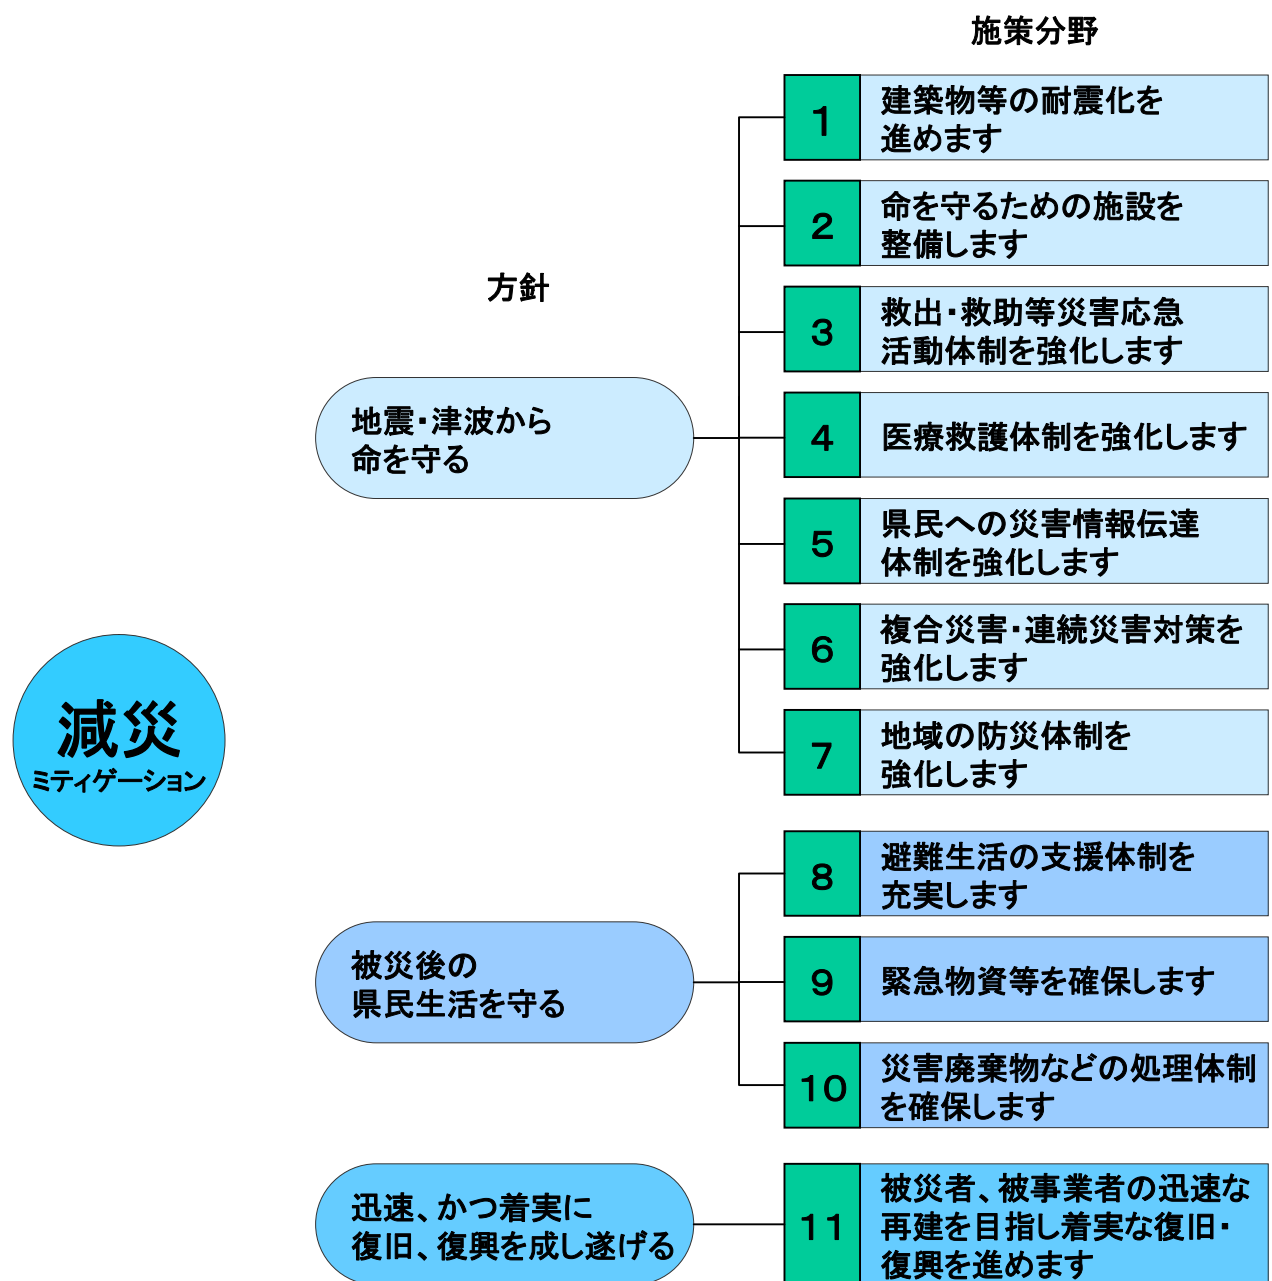 施策分野
方針
減災
ミティゲーション
地震・津波から
命を守る
1
建築物等の耐震化を
進めます
2
命を守るための施設を
整備します
3
救出・救助等災害応急
活動体制を強化します
4
医療救護体制を強化します
5
県民への災害情報伝達
体制を強化します
6
複合災害・連続災害対策を
強化します
7
地域の防災体制を
強化します
被災後の
県民生活を守る
8
避難生活の支援体制を
充実します
9
緊急物資等を確保します
10
災害廃棄物などの処理体制
を確保します
迅速、かつ着実に
復旧、復興を成し遂げる
11
被災者、被事業者の迅速な
再建を目指し着実な復旧・
復興を進めます